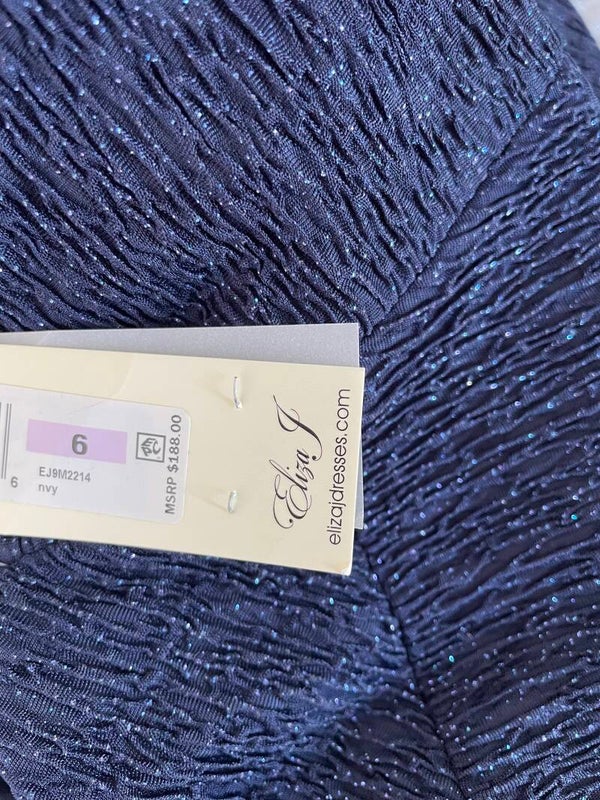 6
EJ9M2214
nvy
6
MSRP $188.00
Eliza J
elizajdresses.com